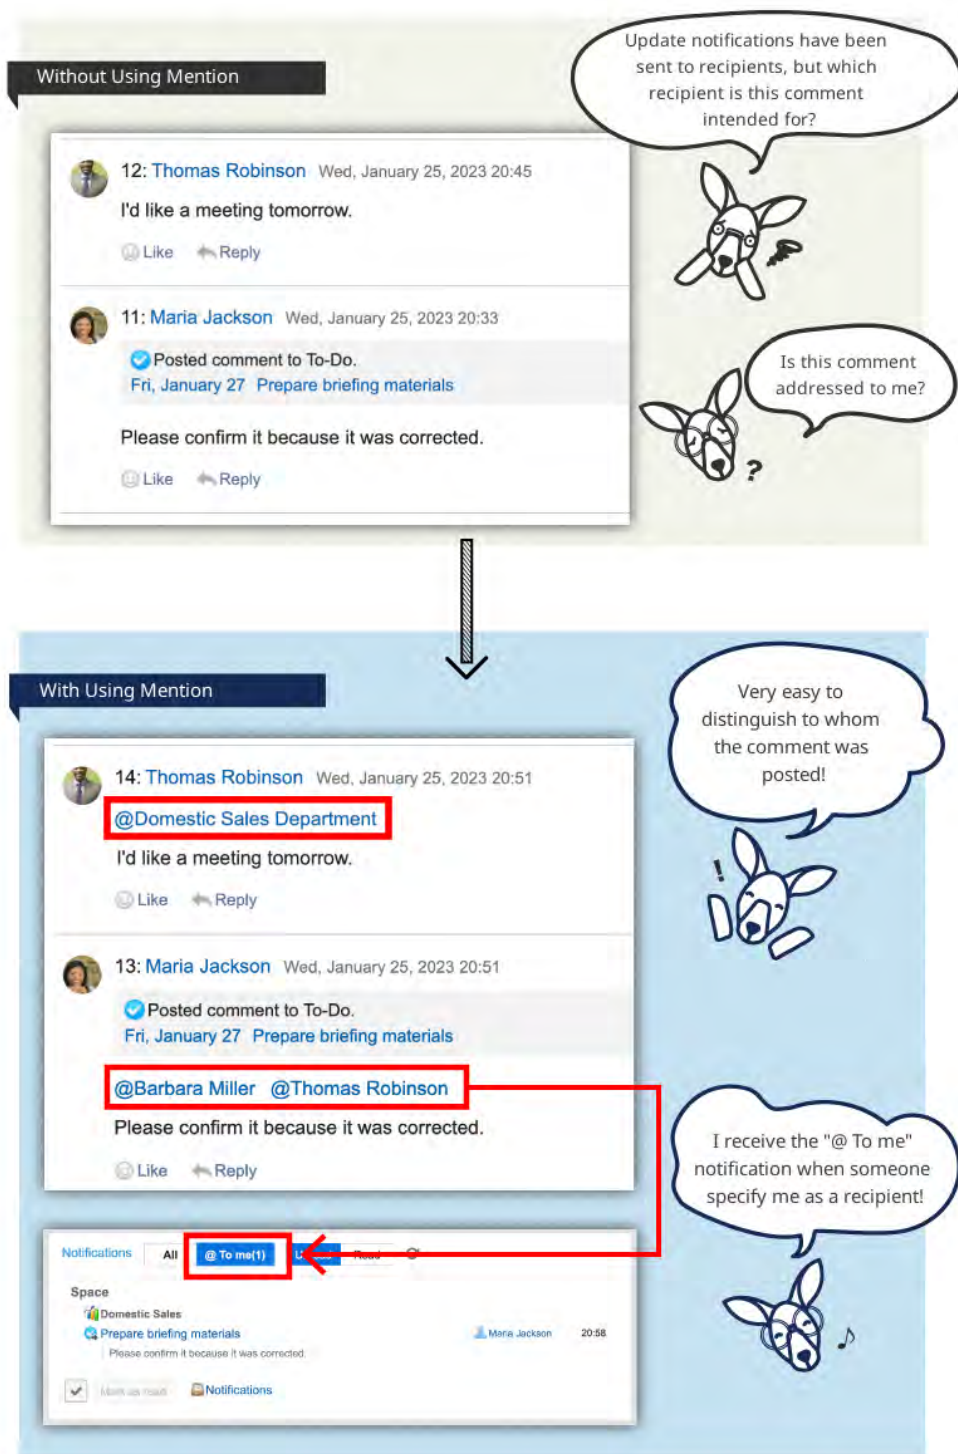 Without Using Mention
Update notifications have been
sent to recipients, but which
recipient is this comment
intended for?
12: Thomas Robinson Wed, January 25, 2023 20:45
I'd like a meeting tomorrow.
Like Reply
11: Maria Jackson Wed, January 25, 2023 20:33
Posted comment to To-Do.
Fri, January 27 Prepare briefing materials
Is this comment
addressed to me?
Please confirm it because it was corrected.
Like Reply
?
With Using Mention
Very easy to
distinguish to whom
the comment was
posted!
14: Thomas Robinson Wed, January 25, 2023 20:51
@Domestic Sales Department
I'd like a meeting tomorrow.
Like Reply
!
13: Maria Jackson Wed, January 25, 2023 20:51
Posted comment to To-Do.
Fri, January 27 Prepare briefing materials
@Barbara Miller @Thomas Robinson
Please confirm it because it was corrected.
Like Reply
I receive the "@ To me"
notification when someone
specify me as a recipient!
Notifications All @ To me(1) Read
Space
Domestic Sales
Prepare briefing materials Maria Jackson 20:58
Please confirm it because it was corrected.
Mark as read Notifications